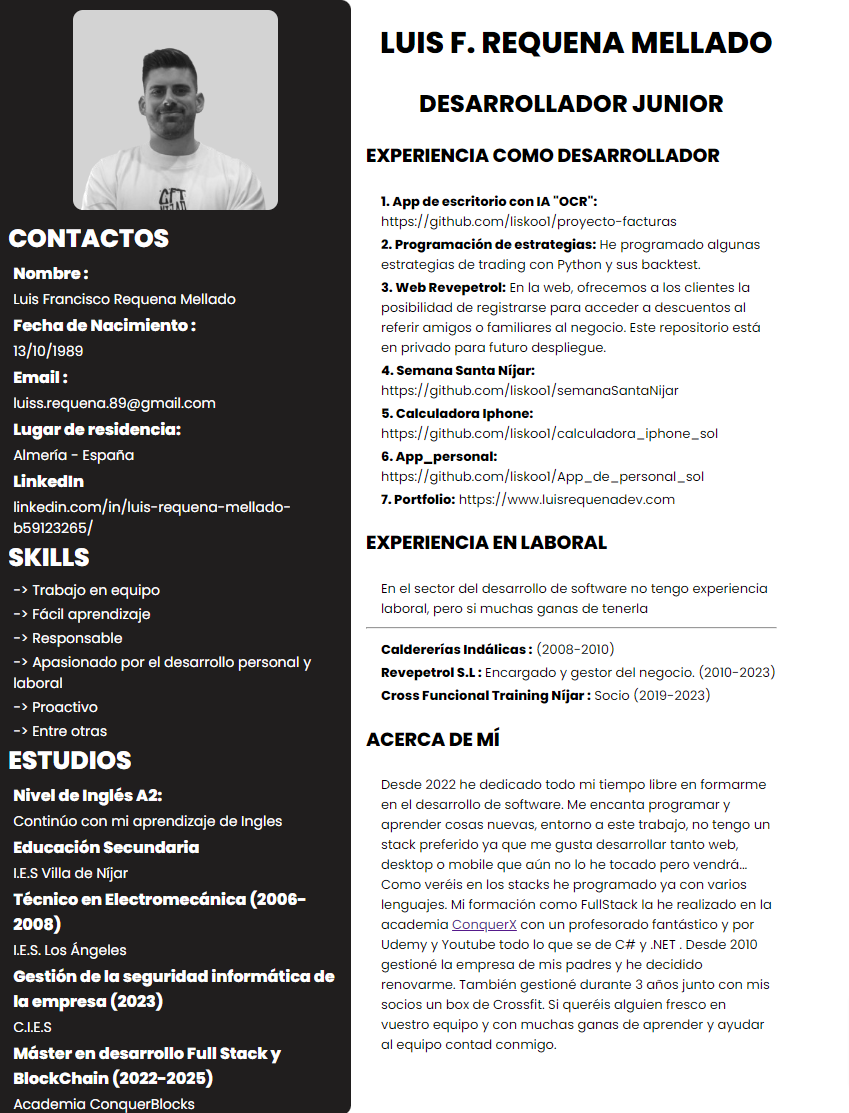 CONTACTOS
Nombre :
Luis Francisco Requena Mellado
Fecha de Nacimiento :
13/10/1989
Email :
luiss.requena.89@gmail.com
Lugar de residencia:
Almería - España
LinkedIn
linkedin.com/in/luis-requena-mellado-
b59123265/
SKILLS
-> Trabajo en equipo
-> Fácil aprendizaje
-> Responsable
-> Apasionado por el desarrollo personal y
laboral
-> Proactivo
-> Entre otras
ESTUDIOS
Nivel de Inglés A2:
Continúo con mi aprendizaje de Ingles
Educación Secundaria
I.E.S Villa de Níjar
Técnico en Electromecánica (2006-
2008)
I.E.S. Los Ángeles
Gestión de la seguridad informática de
la empresa (2023)
C.I.E.S
Máster en desarrollo Full Stack y
BlockChain (2022-2025)
Academia ConquerBlocks
LUIS F. REQUENA MELLADO
DESARROLLADOR JUNIOR
EXPERIENCIA COMO DESARROLLADOR
1. App de escritorio con IA "OCR":
https://github.com/liskoo1/proyecto-facturas
2. Programación de estrategias: He programado algunas
estrategias de trading con Python y sus backtest.
3. Web Revepetrol: En la web, ofrecemos a los clientes la
posibilidad de registrarse para acceder a descuentos al
referir amigos o familiares al negocio. Este repositorio está
en privado para futuro despliegue.
4. Semana Santa Níjar:
https://github.com/liskoo1/semanaSantaNijar
5. Calculadora Iphone:
https://github.com/liskoo1/calculadora_iphone_sol
6. App_personal:
https://github.com/liskoo1/App_de_personal_sol
7. Portfolio: https://www.luisrequenadev.com
EXPERIENCIA EN LABORAL
En el sector del desarrollo de software no tengo experiencia
laboral, pero si muchas ganas de tenerla
Caldererías Indálicas : (2008-2010)
Revepetrol S.L : Encargado y gestor del negocio. (2010-2023)
Cross Funcional Training Níjar : Socio (2019-2023)
ACERCA DE MÍ
Desde 2022 he dedicado todo mi tiempo libre en formarme
en el desarrollo de software. Me encanta programar y
aprender cosas nuevas, entorno a este trabajo, no tengo un
stack preferido ya que me gusta desarrollar tanto web,
desktop o mobile que aún no lo he tocado pero vendrá...
Como veréis en los stacks he programado ya con varios
lenguajes. Mi formación como FullStack la he realizado en la
academia ConquerX con un profesorado fantástico y por
Udemy y Youtube todo lo que se de C# y .NET . Desde 2010
gestioné la empresa de mis padres y he decidido
renovarme. También gestioné durante 3 años junto con mis
socios un box de Crossfit. Si queréis alguien fresco en
vuestro equipo y con muchas ganas de aprender y ayudar
al equipo contad conmigo.